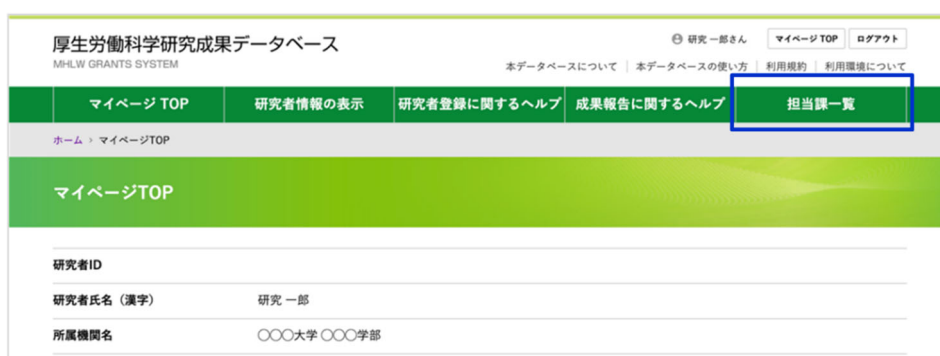 厚生労働科学研究成果データベース
MHLW GRANTS SYSTEM
研究 一郎さん マイページ TOP ログアウト
本データベースについて 本データベースの使い方 利用規約 利用環境について
マイページ TOP 研究者情報の表示 研究者登録に関するヘルプ 成果報告に関するヘルプ 担当課一覧
ホーム › マイページTOP
マイページTOP
研究者ID
研究者氏名（漢字） 研究 一郎
所属機関名 〇〇〇大学 〇〇〇学部